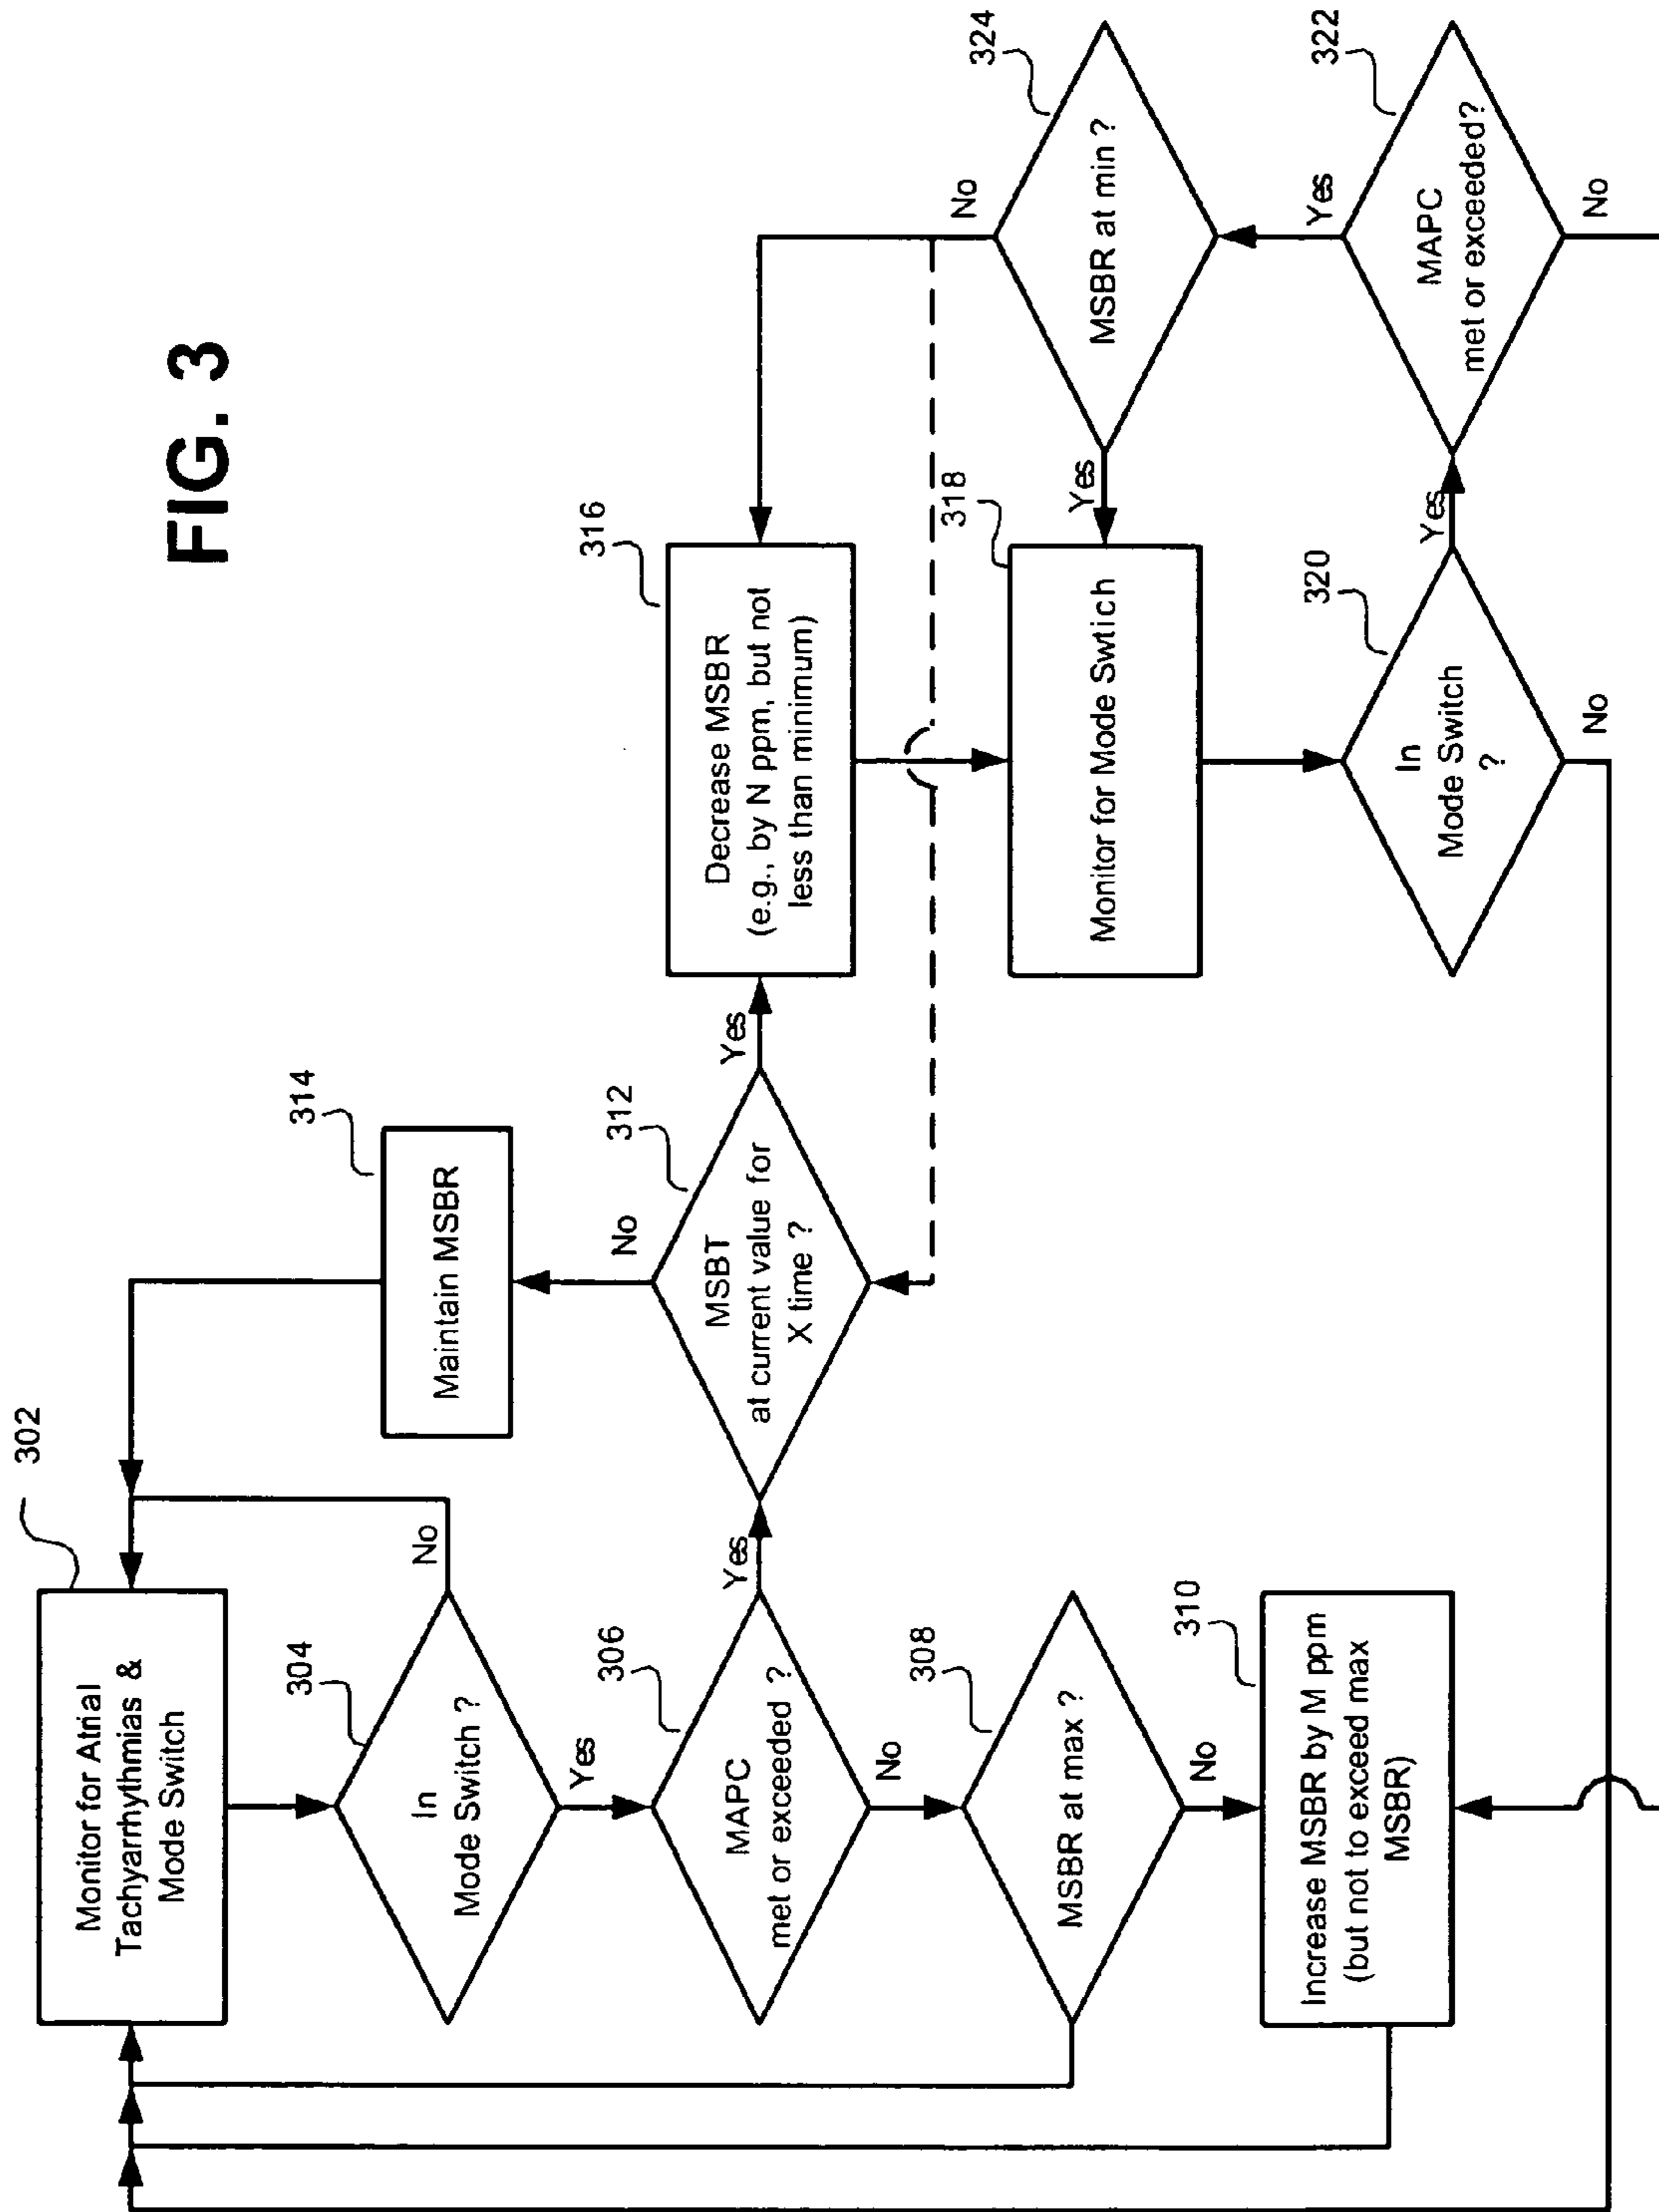 FIG. 3
302
Monitor for Atrial
Tachyarrhythmias &
Mode Switch
304
In
Mode Switch ?
No
Yes
306
MAPC
met or exceeded ?
Yes
No
308
MSBR at max ?
No
310
Increase MSBR by M ppm
(but not to exceed max
MSBR)
314
Maintain MSBR
No
312
MSBT
at current value for
X time ?
Yes
316
Decrease MSBR
(e.g., by N ppm, but not
less than minimum)
318
Monitor for Mode Swtich
320
In
Mode Switch
?
Yes
No
324
MSBR at min ?
No
Yes
322
MAPC
met or exceeded?
Yes
No